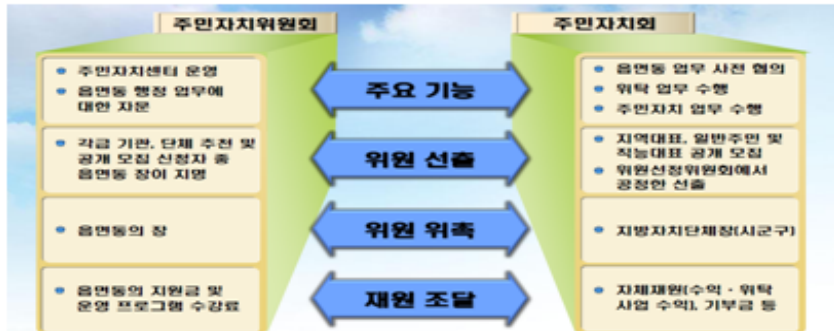 주민자치위원회
주민자치회
• 주민자치센터 운영
• 읍면동 행정 업무에
대한 자문
주요 기능
• 읍면동 업무 사전 협의
• 위탁 업무 수행
• 주민자치 업무 수행
• 각급 기관, 단체 추천 및
공개 모집 신청자 중
읍면동 장이 지명
위원 선출
• 지역대표, 일반주민 및
직능대표 공개 모집
• 위원선정위원회에서
공정한 선출
• 읍면동의 장
위원 위촉
• 지방자치단체장(시군구)
• 읍면동의 지원금 및
운영 프로그램 수강료
재원 조달
• 자체재원(수익 · 위탁
사업 수익), 기부금 등